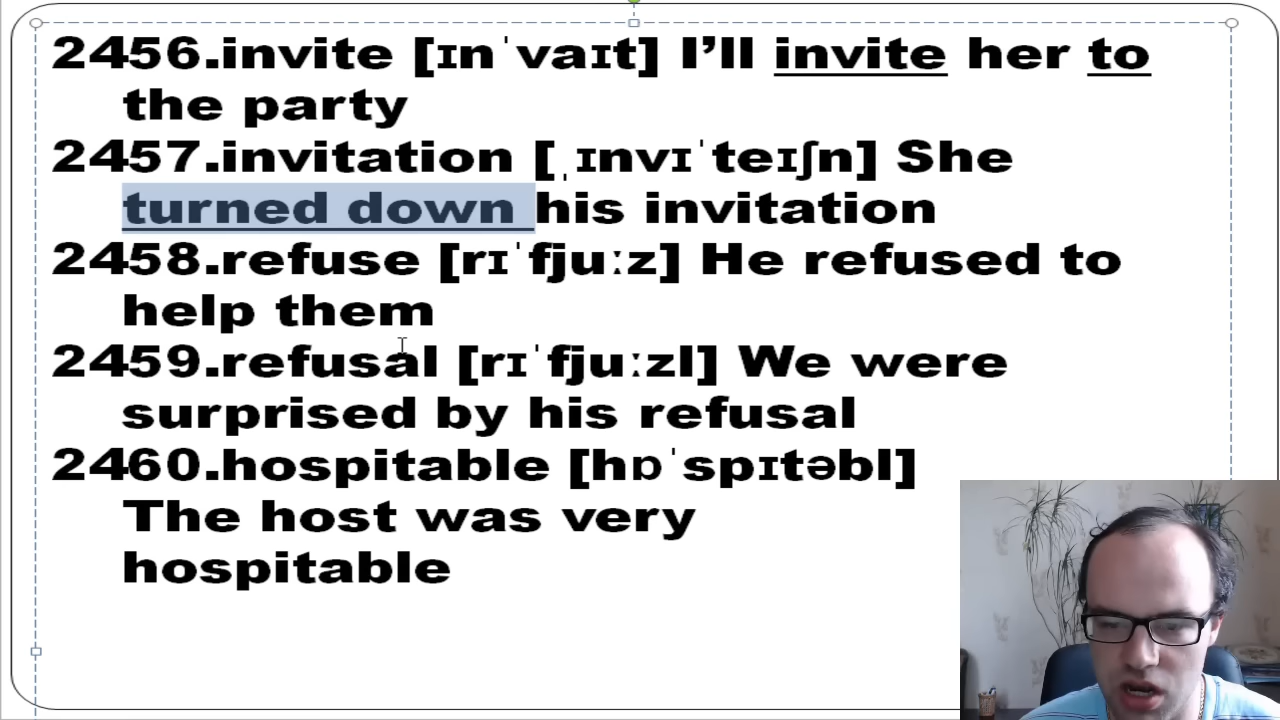 2456.invite [ɪnˈvaɪt] I’ll invite her to
the party
2457.invitation [ˌɪnvɪˈteɪʃn] She
turned down his invitation
2458.refuse [rɪˈfjuːz] He refused to
help them
2459.refusal [rɪˈfjuːzl] We were
surprised by his refusal
2460.hospitable [hɒˈspɪtəbl]
The host was very
hospitable